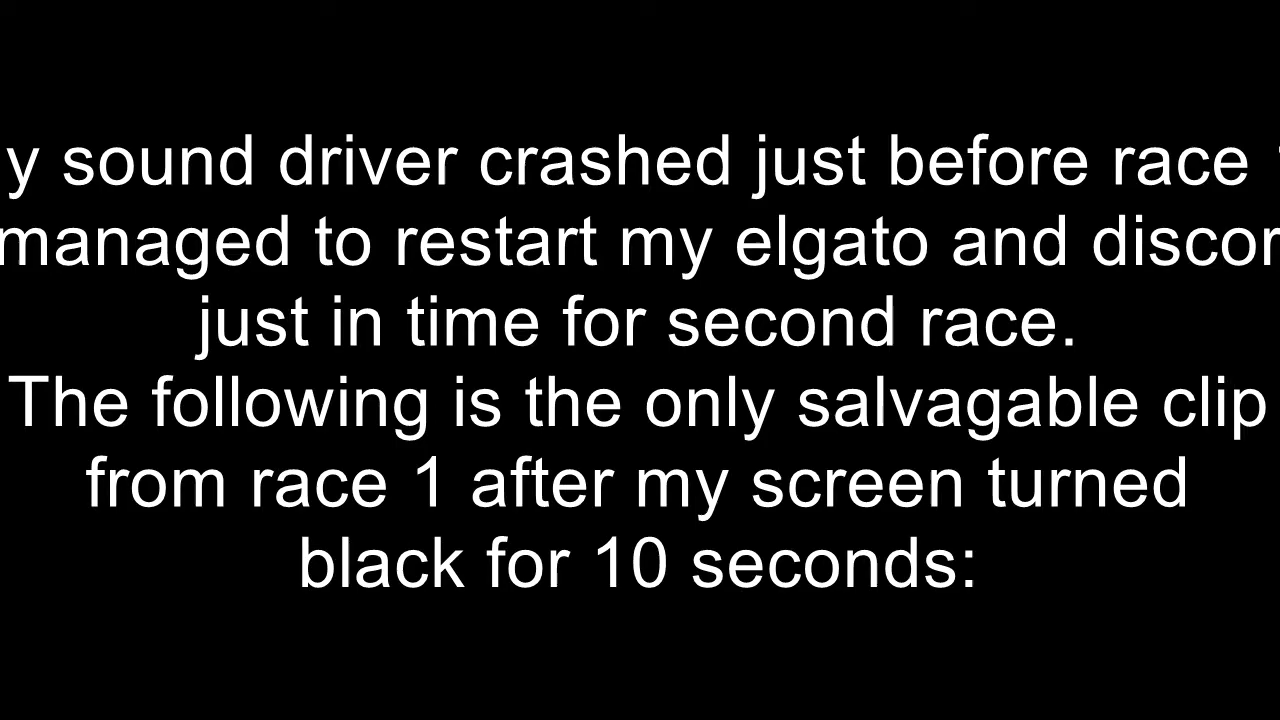 y sound driver crashed just before race
managed to restart my elgato and discor
just in time for second race.
The following is the only salvagable clip
from race 1 after my screen turned
black for 10 seconds: